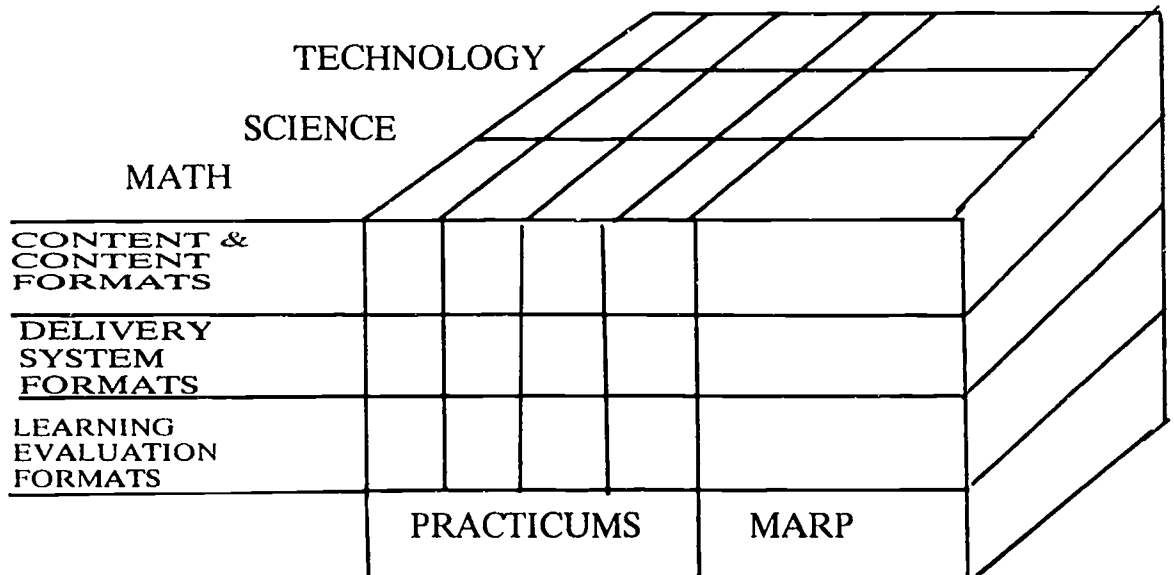 TECHNOLOGY
SCIENCE
MATH
CONTENT &
CONTENT
FORMATS
DELIVERY
SYSTEM
FORMATS
LEARNING
EVALUATION
FORMATS
PRACTICUMS MARP